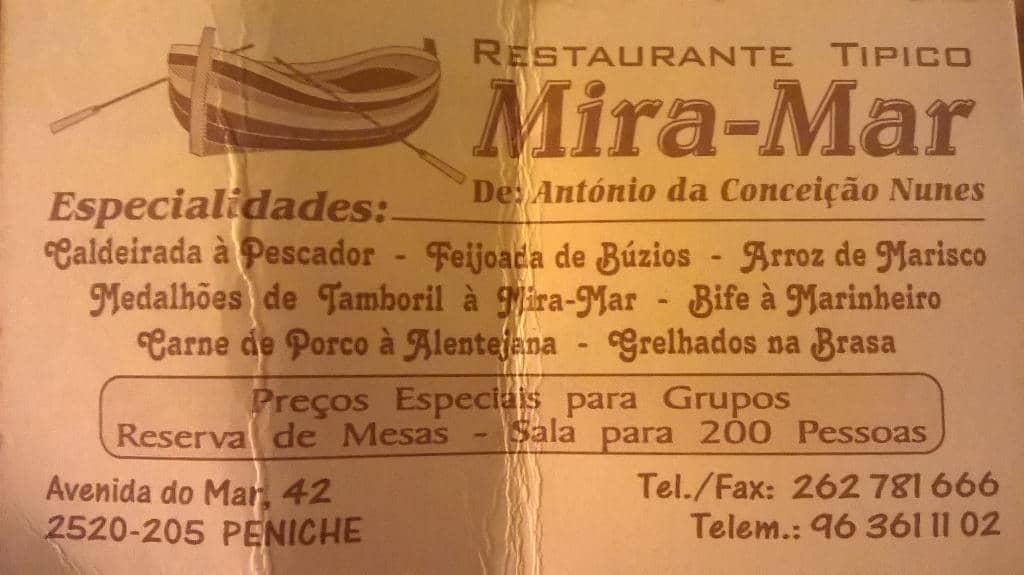 RESTAURANTE TIPICO
Mira-Mar
De: António da Conceição Nunes
Especialidades:
Caldeirada à Pescador - Feijoada de Búzios - Arroz de Marisco
Medalhões de Tamboril à Mira-Mar - Bife à Marinheiro
Carne de Porco à Alentejana - Grelhados na Brasa
Preços Especiais para Grupos
Reserva de Mesas - Sala para 200 Pessoas
Avenida do Mar, 42
2520-205 PENICHE
Tel./Fax: 262 781 666
Telem.: 96 361 11 02